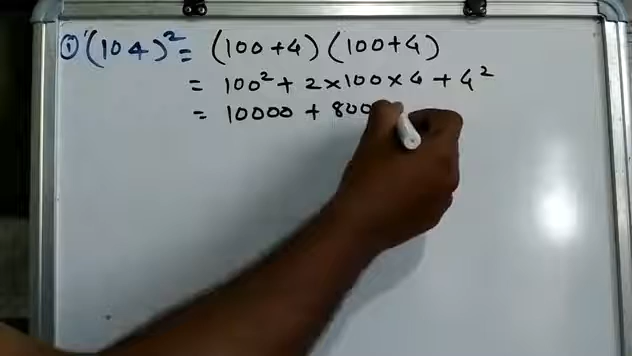 ① (104)² = (100+4) (100+4)
= 100² + 2×100×4 + 4²
= 10000 + 800